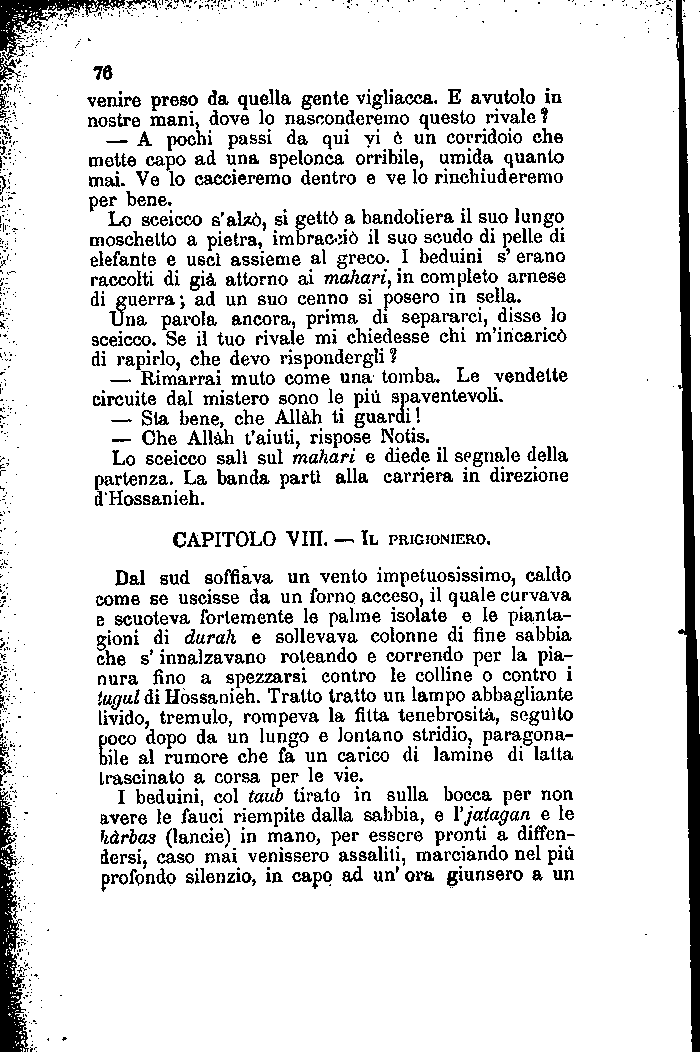 76
venire preso da quella gente vigliacca. E avutolo in
nostre mani, dove lo nasconderemo questo rivale?
— A pochi passi da qui vi è un corridoio che
mette capo ad una spelonca orribile, umida quanto
mai. Ve lo caccieremo dentro e ve lo rinchiuderemo
per bene.
Lo sceicco s'alzò, si gettò a bandoliera il suo lungo
moschetto a pietra, imbracciò il suo scudo di pelle di
elefante e uscì assieme al greco. I beduini s' erano
raccolti di già attorno ai mahari, in completo arnese
di guerra; ad un suo cenno si posero in sella.
Una parola ancora, prima di separarci, disse lo
sceicco. Se il tuo rivale mi chiedesse chi m'incaricò
di rapirlo, che devo rispondergli?
— Rimarrai muto come una tomba. Le vendette
circuite dal mistero sono le più spaventevoli.
— Sta bene, che Allàh ti guardi!
— Che Allàh t'aiuti, rispose Notis.
Lo sceicco salì sul mahari e diede il segnale della
partenza. La banda partì alla carriera in direzione
d'Hossanieh.
CAPITOLO VIII. — IL PRIGIONIERO.
Dal sud soffiava un vento impetuosissimo, caldo
come se uscisse da un forno acceso, il quale curvava
e scuoteva fortemente le palme isolate e le pianta-
gioni di durah e sollevava colonne di fine sabbia
che s' innalzavano roteando e correndo per la pia-
nura fino a spezzarsi contro le colline o contro i
tugul di Hossanieh. Tratto tratto un lampo abbagliante
livido, tremulo, rompeva la fitta tenebrosità, seguito
poco dopo da un lungo e lontano stridio, paragona-
bile al rumore che fa un carico di lamine di latta
trascinato a corsa per le vie.
I beduini, col taub tirato in sulla bocca per non
avere le fauci riempite dalla sabbia, e l'jatagan e le
hàrbas (lancie) in mano, per essere pronti a diffen-
dersi, caso mai venissero assaliti, marciando nel più
profondo silenzio, in capo ad un' ora giunsero a un